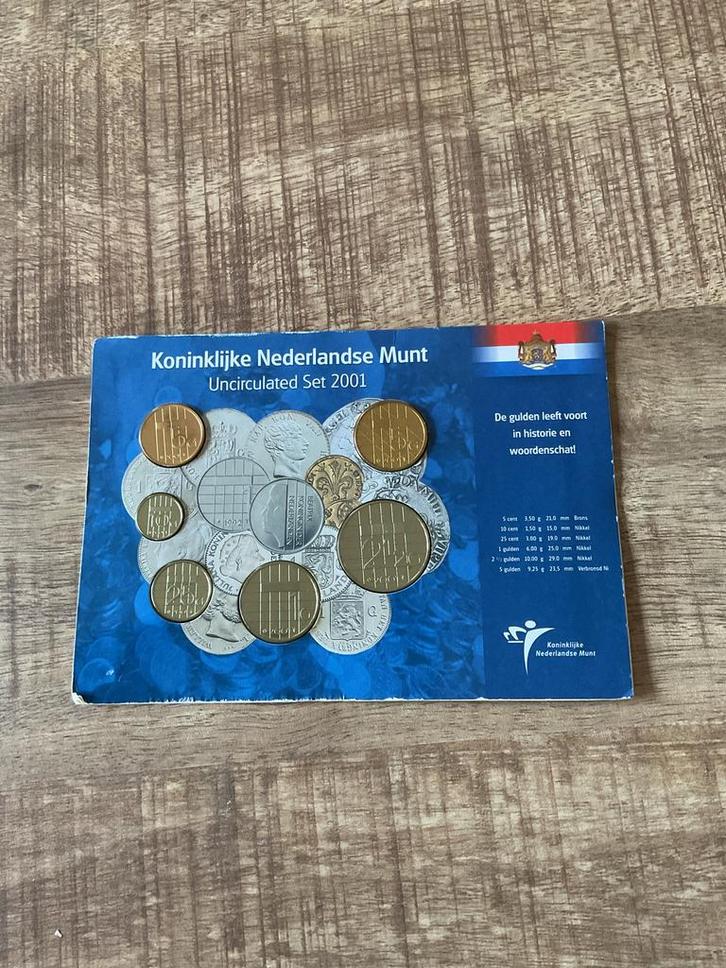 Koninklijke Nederlandse Munt
Uncirculated Set 2001
De gulden leeft voort
in historie en
woordenschat!
5 cent 3,50 g 21,0 mm Brons
10 cent 1,50 g 15,0 mm Nikkel
25 cent 3,00 g 19,0 mm Nikkel
1 gulden 6,00 g 25,0 mm Nikkel
2 1/2 gulden 10,00 g 29,0 mm Nikkel
5 gulden 9,25 g 23,5 mm Verbronsd Ni
Koninklijke
Nederlandse Munt